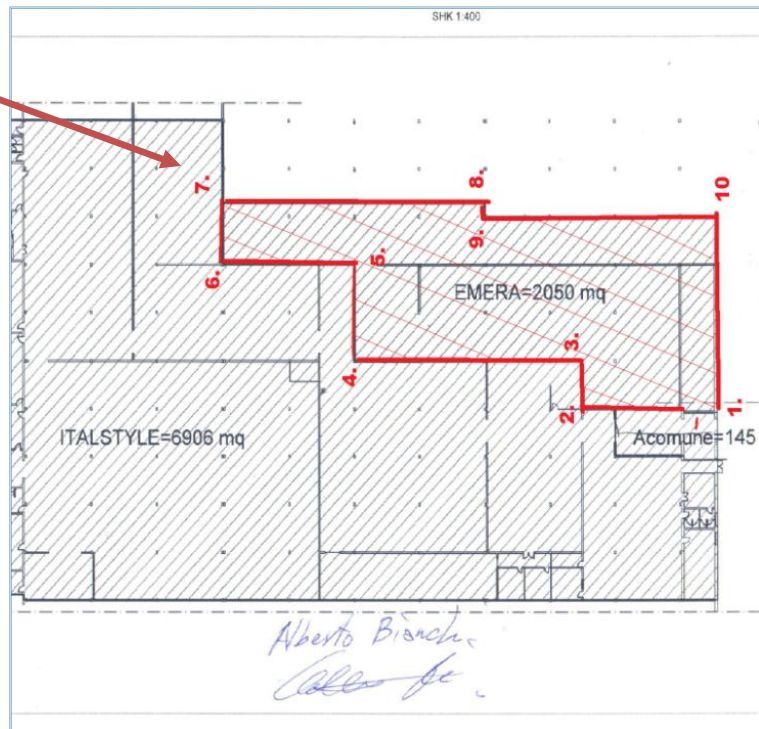 SHK 1:400
7.
8.
10
9.
6.
5.
EMERA=2050 mq
4.
3.
2.
1.
ITALSTYLE=6906 mq
Acomune=145
Alberto Bianch.